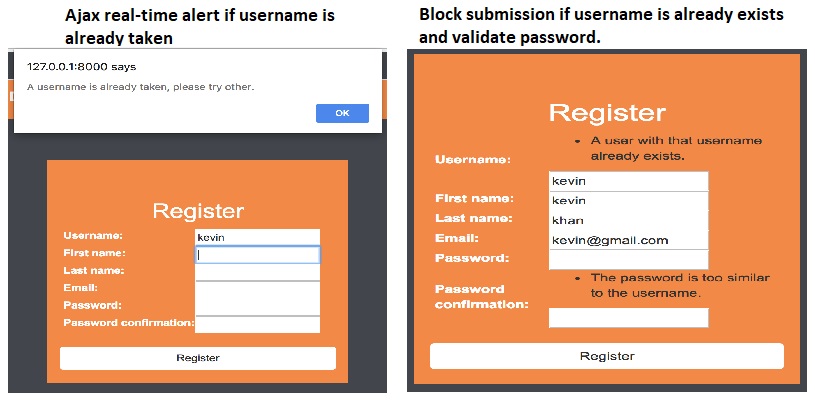 Ajax real-time alert if username is
already taken
127.0.0.1:8000 says
A username is already taken, please try other.
OK
Register
Username:
kevin
First name:
Last name:
Email:
Password:
Password confirmation:
Register
Block submission if username is already exists
and validate password.
Register
• A user with that username
already exists.
Username:
kevin
First name:
kevin
Last name:
khan
Email:
kevin@gmail.com
Password:
• The password is too similar
to the username.
Password
confirmation:
Register